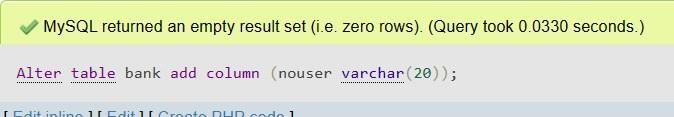 MySQL returned an empty result set (i.e. zero rows). (Query took 0.0330 seconds.)
Alter table bank add column (nouser varchar(20));
[ Edit inline ] [ Edit ] [ Create PHP code ]